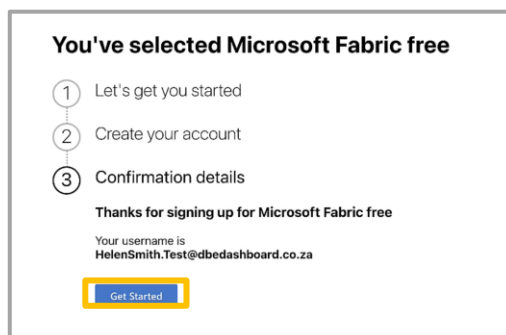 You've selected Microsoft Fabric free
1 Let's get you started
2 Create your account
3 Confirmation details
Thanks for signing up for Microsoft Fabric free
Your username is
HelenSmith.Test@dbedashboard.co.za
Get Started